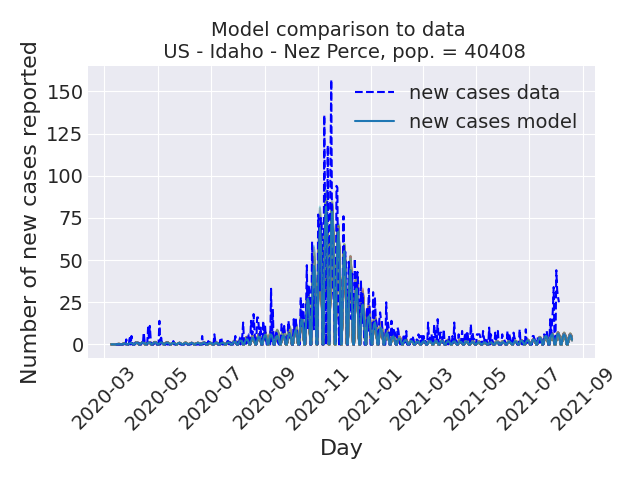 Model comparison to data
US - Idaho - Nez Perce, pop. = 40408
Number of new cases reported
150
125
100
75
50
25
0
new cases data
new cases model
2020-03
2020-05
2020-07
2020-09
2020-11
2021-01
2021-03
2021-05
2021-07
2021-09
Day